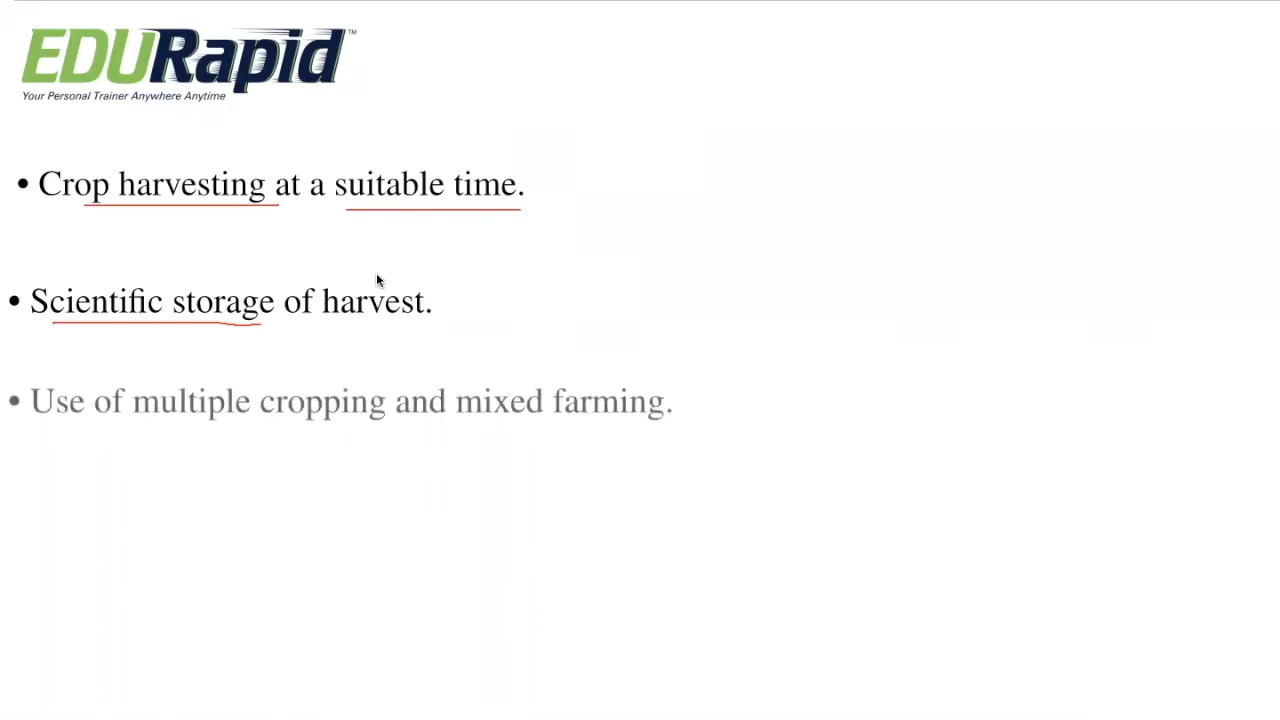 EDURapid™
Your Personal Trainer Anywhere Anytime
• Crop harvesting at a suitable time.
• Scientific storage of harvest.
• Use of multiple cropping and mixed farming.